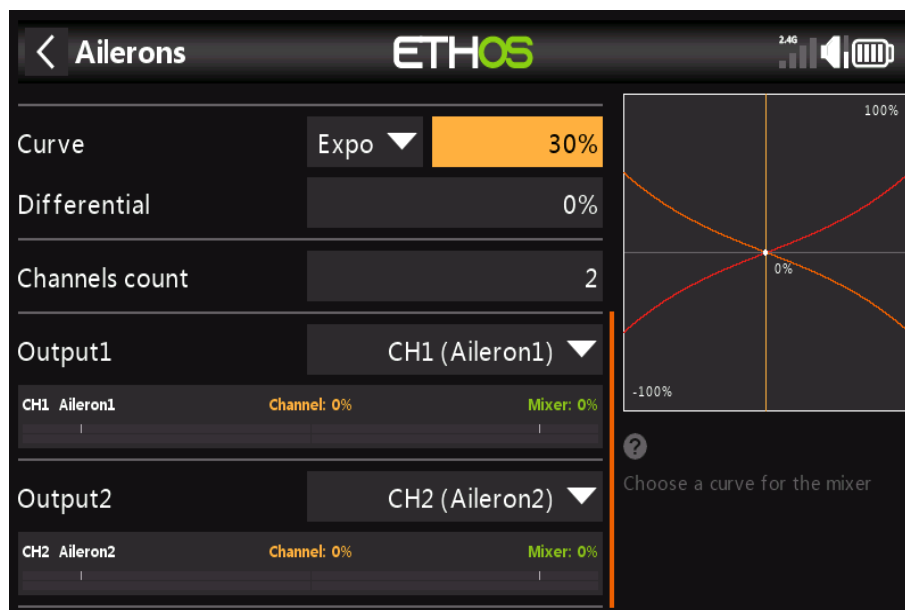 Ailerons
ETHOS
2.4G
Curve
Expo
30%
Differential
0%
Channels count
2
Output1
CH1 (Aileron1)
CH1 Aileron1
Channel: 0%
Mixer: 0%
Output2
CH2 (Aileron2)
CH2 Aileron2
Channel: 0%
Mixer: 0%
100%
0%
-100%
?
Choose a curve for the mixer